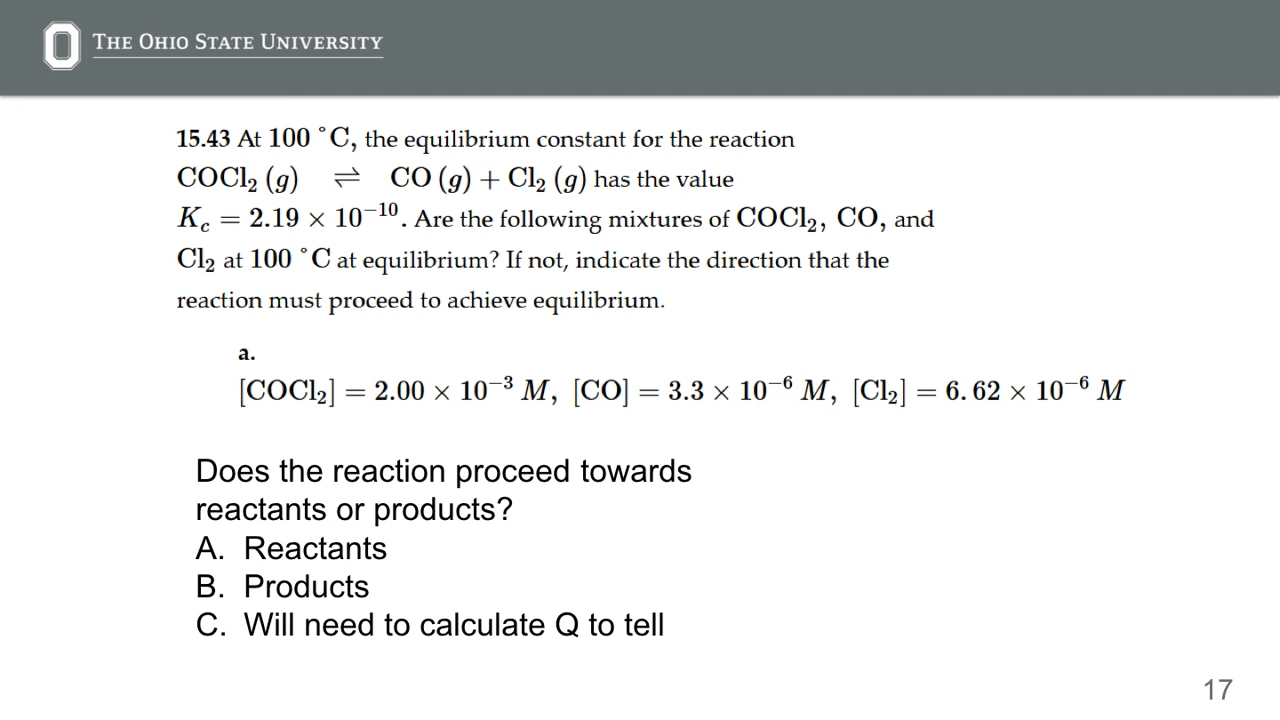 THE OHIO STATE UNIVERSITY
15.43 At 100 °C, the equilibrium constant for the reaction
COCl₂ (g) ⇌ CO (g) + Cl₂ (g) has the value
K꜀ = 2.19 × 10⁻¹⁰. Are the following mixtures of COCl₂, CO, and
Cl₂ at 100 °C at equilibrium? If not, indicate the direction that the
reaction must proceed to achieve equilibrium.
a.
[COCl₂] = 2.00 × 10⁻³ M, [CO] = 3.3 × 10⁻⁶ M, [Cl₂] = 6.62 × 10⁻⁶ M
Does the reaction proceed towards
reactants or products?
A. Reactants
B. Products
C. Will need to calculate Q to tell
17